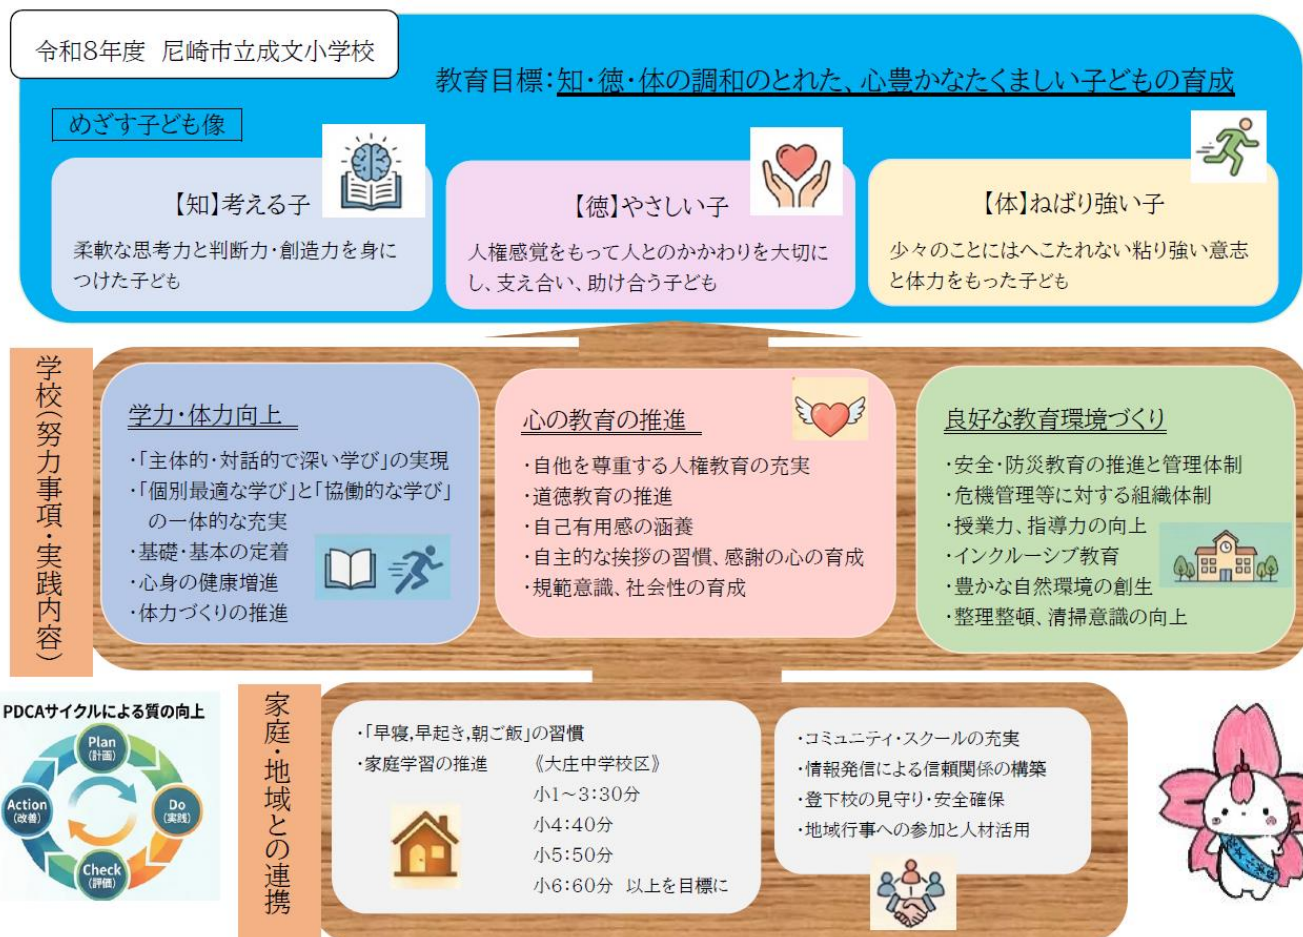 令和8年度 尼崎市立成文小学校
教育目標:知・徳・体の調和のとれた、心豊かなたくましい子どもの育成
めざす子ども像
【知】考える子
柔軟な思考力と判断力・創造力を身に
つけた子ども
【徳】やさしい子
人権感覚をもって人とのかかわりを大切に
し、支え合い、助け合う子ども
【体】ねばり強い子
少々のことにはへこたれない粘り強い意志
と体力をもった子ども
学校(努力事項・実践内容)
学力・体力向上
・「主体的・対話的で深い学び」の実現
・「個別最適な学び」と「協働的な学び」
の一体的な充実
・基礎・基本の定着
・心身の健康増進
・体力づくりの推進
心の教育の推進
・自他を尊重する人権教育の充実
・道徳教育の推進
・自己有用感の涵養
・自主的な挨拶の習慣、感謝の心の育成
・規範意識、社会性の育成
良好な教育環境づくり
・安全・防災教育の推進と管理体制
・危機管理等に対する組織体制
・授業力、指導力の向上
・インクルーシブ教育
・豊かな自然環境の創生
・整理整頓、清掃意識の向上
PDCAサイクルによる質の向上
Plan
(計画)
Do
(実践)
Check
(評価)
Action
(改善)
家庭・地域との連携
・「早寝,早起き,朝ご飯」の習慣
・家庭学習の推進 《大庄中学校区》
小1~3:30分
小4:40分
小5:50分
小6:60分 以上を目標に
・コミュニティ・スクールの充実
・情報発信による信頼関係の構築
・登下校の見守り・安全確保
・地域行事への参加と人材活用